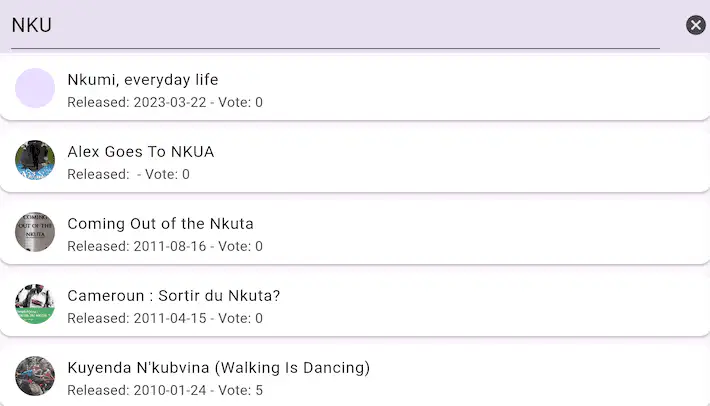 NKU
Nkumi, everyday life
Released: 2023-03-22 - Vote: 0
Alex Goes To NKUA
Released:  - Vote: 0
COMING
OUT OF THE
NKUTA
Coming Out of the Nkuta
Released: 2011-08-16 - Vote: 0
Cameroun : Sortir du Nkuta?
Released: 2011-04-15 - Vote: 0
Kuyenda N'kubvina (Walking Is Dancing)
Released: 2010-01-24 - Vote: 5